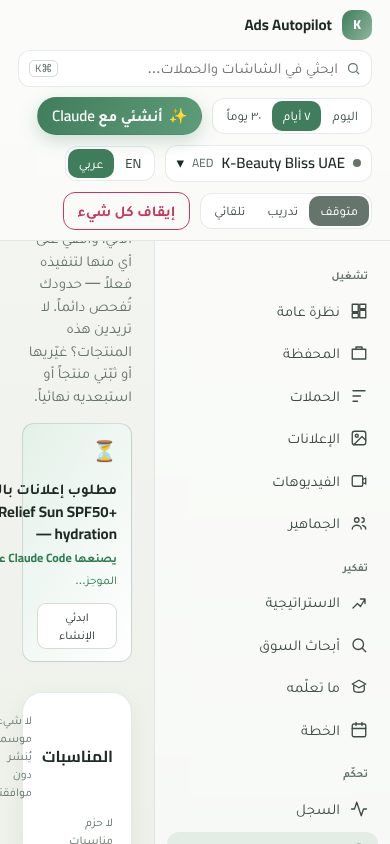 K
Ads Autopilot
ابحثي في الشاشات والحملات...
⌘K
اليوم
٧ أيام
٣٠ يوماً
✨ أنشئي مع Claude
K-Beauty Bliss UAE AED ▾
EN
عربي
متوقف
تدريب
تلقائي
إيقاف كل شيء
تشغيل
نظرة عامة
المحفظة
الحملات
الإعلانات
الفيديوهات
الجماهير
تفكير
الاستراتيجية
أبحاث السوق
ما تعلّمه
الخطة
تحكّم
السجل
أي منها لتنفيذه
فعلاً — حدودك
تُفحص دائماً. لا
تريدين هذه
المنتجات؟ غيّريها
أو ثبّتي منتجاً أو
استبعديه نهائياً.
⏳
مطلوب إعلانات
Relief Sun SPF50+
hydration —
يصنعها Claude Code
الموجز...
ابدئي
الإنشاء
المناسبات
لا
يُنشر
دون
لا حزم
مناسبات